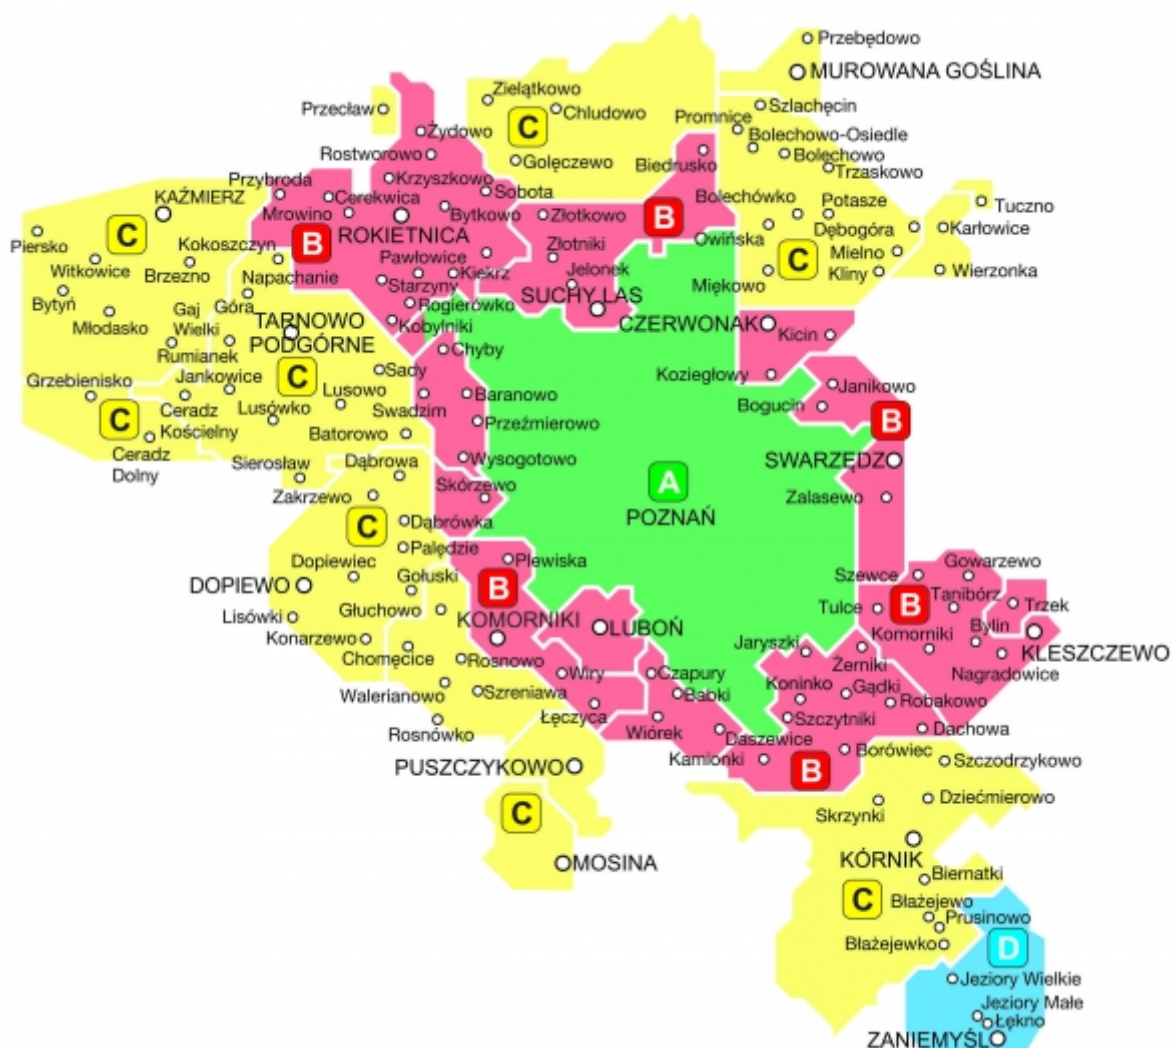 Przebędowo
MUROWANA GOŚLINA
Zielątkowo
Przecław
Chludowo
Szlachęcin
C
Promnice
Żydowo
Bolechowo-Osiedle
Rostworowo
Golęczewo
Biedrusko
Bolechowo
Trzaskowo
Przybroda
Krzyszkowo
Sobota
KAŹMIERZ
Cerekwica
Bolechówko
Potasze
Tuczno
Mrowino
Bytkowo
Złotkowo
B
C
B
ROKIETNICA
Owińska
Dębogóra
Karłowice
Piersko
Kokoszczyn
Złotniki
Mielno
Witkowice
Brzezno
Pawłowice
C
Napachanie
Kiekrz
Jelonek
Kliny
Wierzonka
Bytyń
Starzyny
Miękowo
Gaj
Wielki
Góra
Rogierówko
SUCHY LAS
Młodasko
TARNOWO
PODGÓRNE
Kobylniki
CZERWONAK
Kicin
Rumianek
Chyby
Grzebienisko
Jankowice
C
Sady
Koziegłowy
Janikowo
Lusowo
Baranowo
Ceradz
Kościelny
Lusówko
Swadzim
Bogucin
C
Przeźmierowo
B
Batorowo
Ceradz
Dolny
Sierosław
Dąbrowa
Wysogotowo
SWARZĘDZ
Zakrzewo
Skórzewo
A
Zalasewo
C
POZNAŃ
Dąbrówka
Palędzie
Plewiska
Dopiewiec
Gowarzewo
DOPIEWO
Gołuski
B
Szewce
Tanibórz
Lisówki
Głuchowo
KOMORNIKI
LUBOŃ
Tulce
B
Trzek
Konarzewo
Komorniki
Bylin
Chomęcice
Rosnowo
Jaryszki
Żerniki
KLESZCZEWO
Wiry
Czapury
Koninko
Gądki
Nagradowice
Walerianowo
Szreniawa
Babki
Robakowo
Łęczyca
Szczytniki
Rosnówko
Wiórek
Dachowa
Daszewice
PUSZCZYKOWO
Kamionki
B
Borówiec
Szczodrzykowo
C
Skrzynki
Dziećmierowo
MOSINA
KÓRNIK
Biernatki
C
Błażejewo
Prusinowo
Błażejewko
D
Jeziory Wielkie
Jeziory Małe
Łękno
ZANIEMYŚL